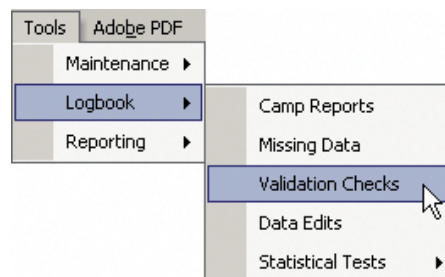 Tools Adobe PDF
Maintenance
Logbook
Reporting
Camp Reports
Missing Data
Validation Checks
Data Edits
Statistical Tests